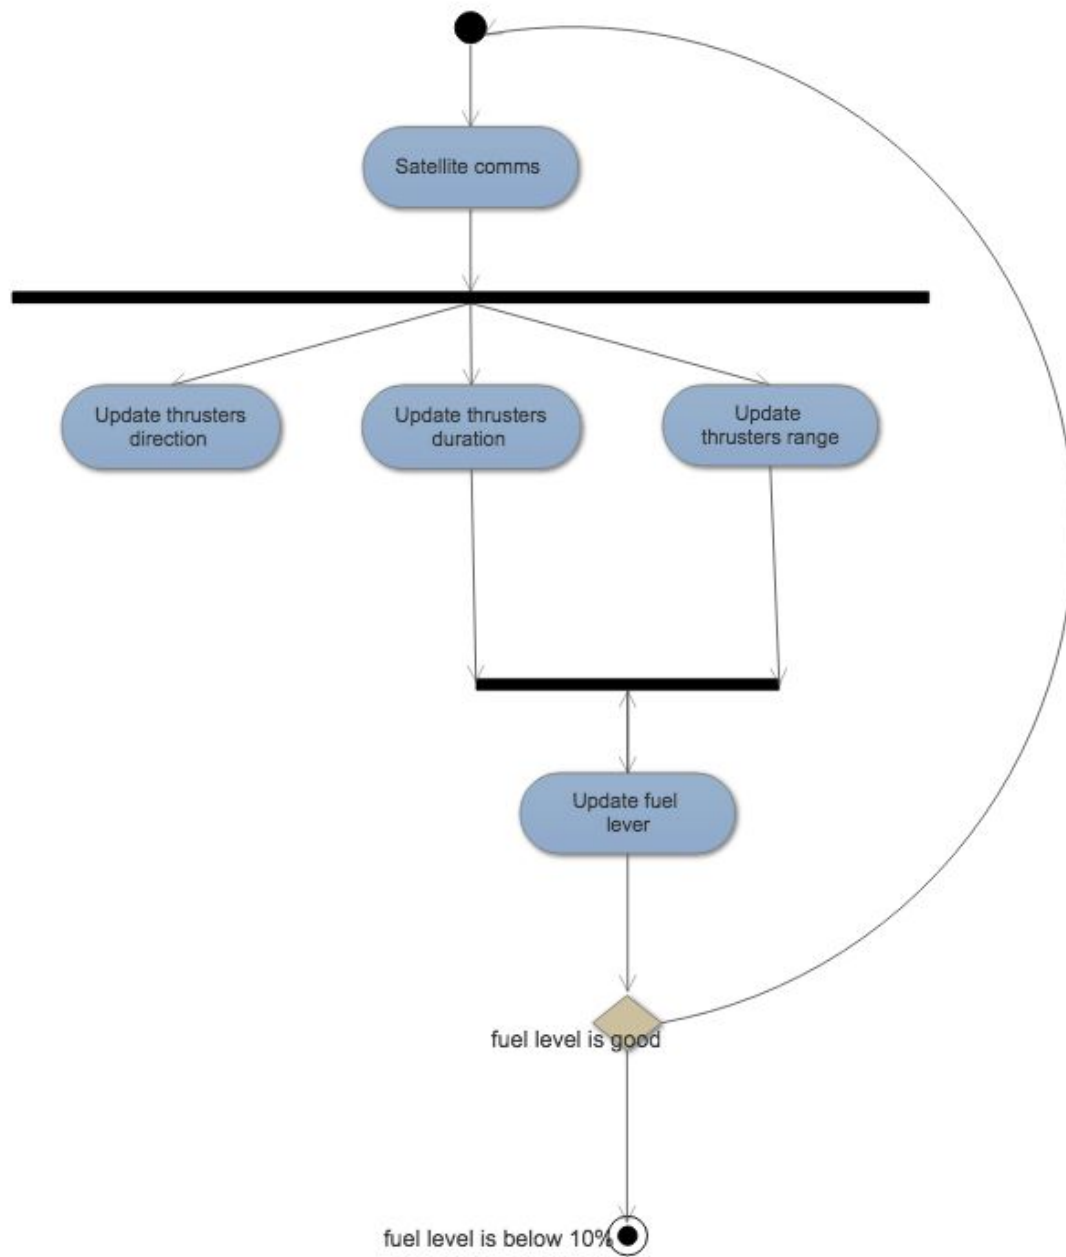 Satellite comms
Update thrusters
direction
Update thrusters
duration
Update
thrusters range
Update fuel
lever
fuel level is good
fuel level is below 10%